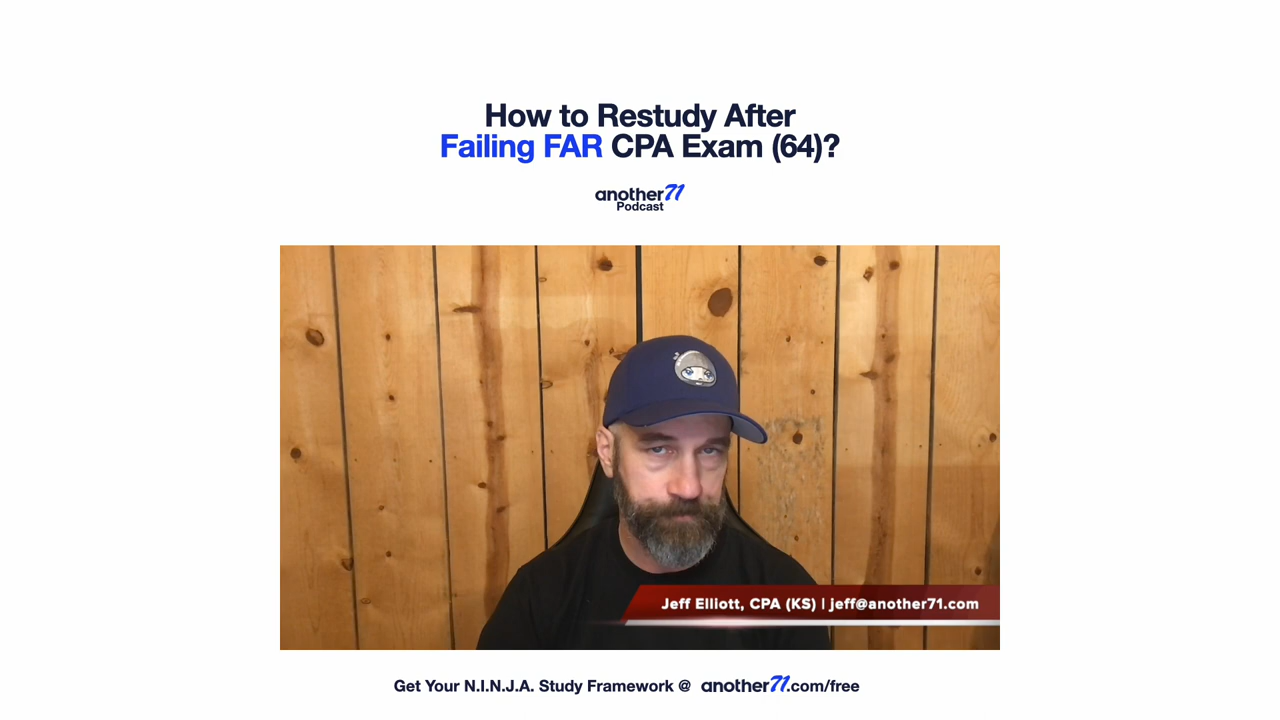 How to Restudy After
Failing FAR CPA Exam (64)?
another71
Podcast
Jeff Elliott, CPA (KS) | jeff@another71.com
Get Your N.I.N.J.A. Study Framework @ another71.com/free